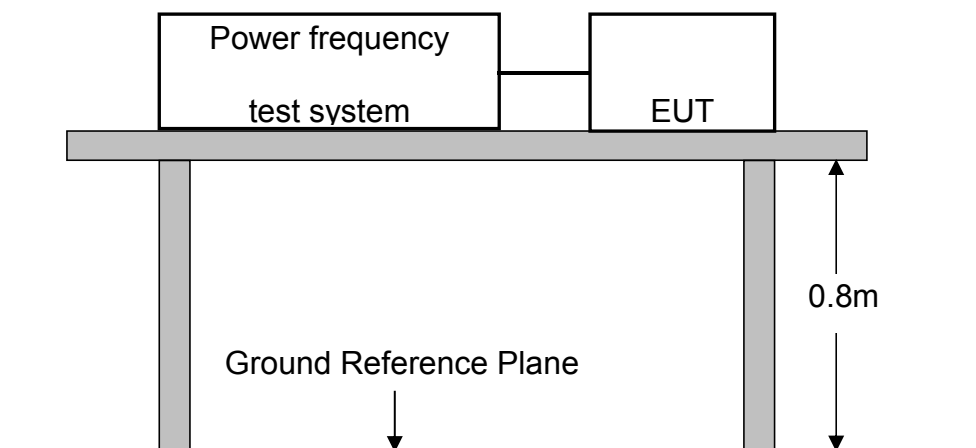 Power frequency
test system
EUT
0.8m
Ground Reference Plane